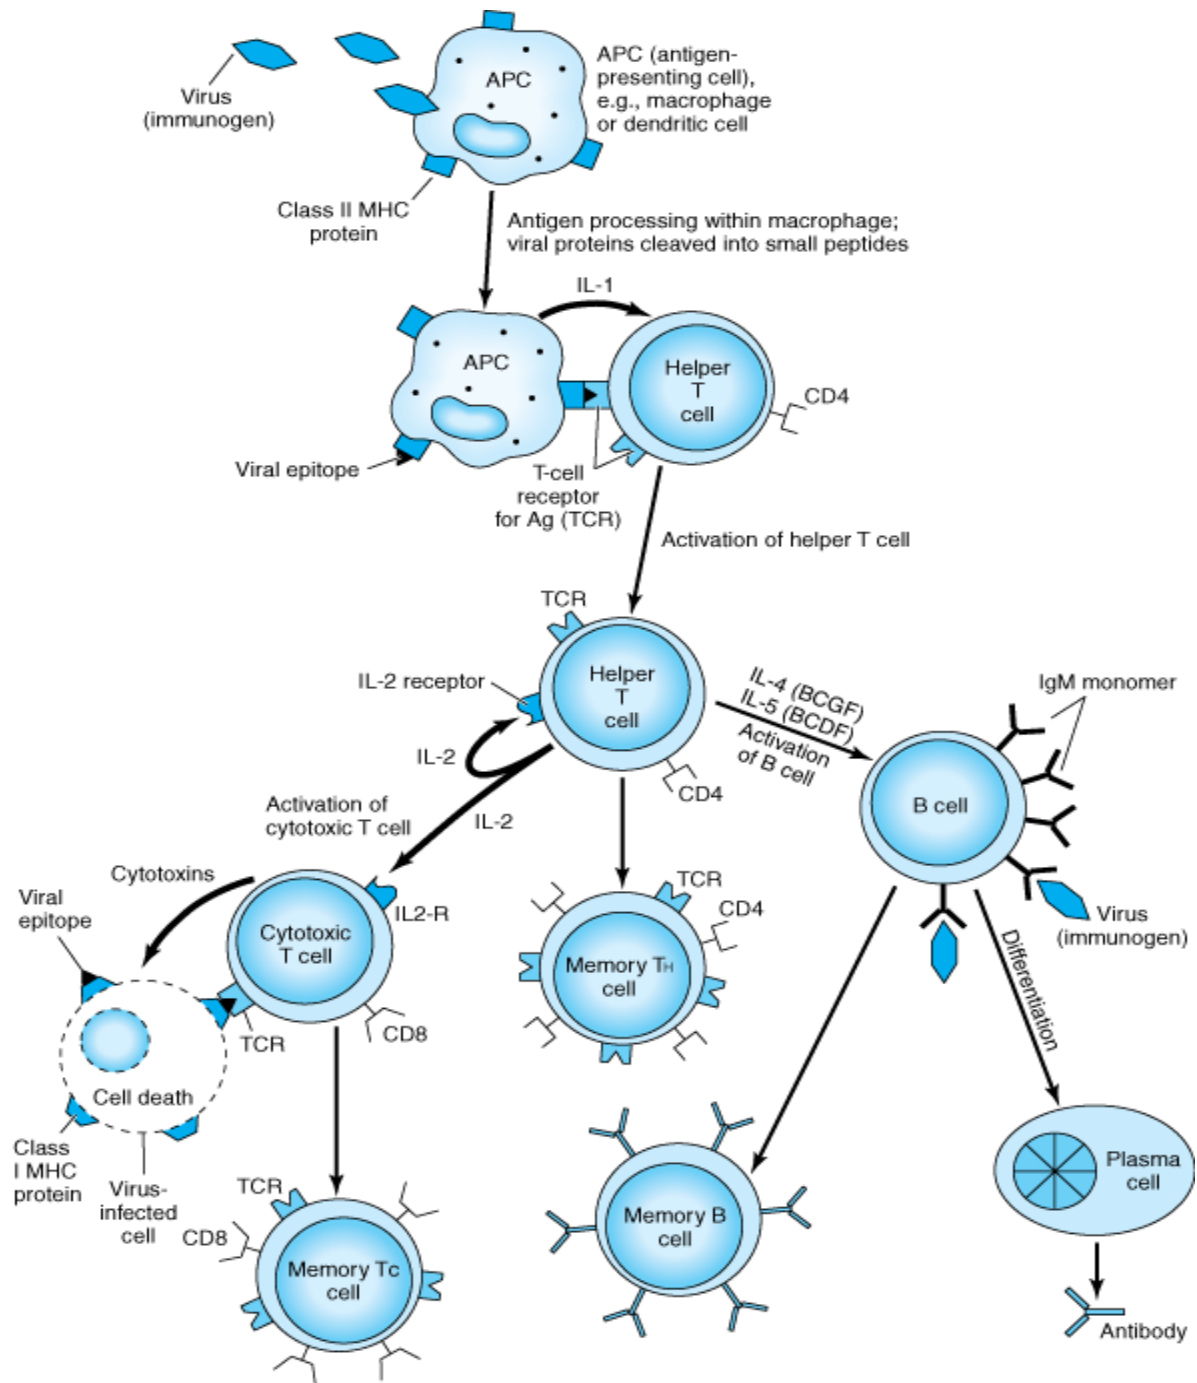 APC
APC (antigen-
presenting cell),
e.g., macrophage
or dendritic cell
Virus
(immunogen)
Class II MHC
protein
Antigen processing within macrophage;
viral proteins cleaved into small peptides
IL-1
APC
Helper
T
cell
CD4
Viral epitope
T-cell
receptor
for Ag (TCR)
Activation of helper T cell
TCR
IL-2 receptor
Helper
T
cell
IL-4 (BCGF)
IL-5 (BCDF)
Activation
of B cell
IgM monomer
IL-2
CD4
B cell
Activation of
cytotoxic T cell
IL-2
Cytotoxins
Viral
epitope
IL2-R
Cytotoxic
T cell
TCR
CD4
Memory TH
cell
Virus
(immunogen)
Differentiation
TCR
CD8
Cell death
Class
I MHC
protein
Virus-
infected
cell
Plasma
cell
TCR
CD8
Memory TC
cell
Memory B
cell
Antibody